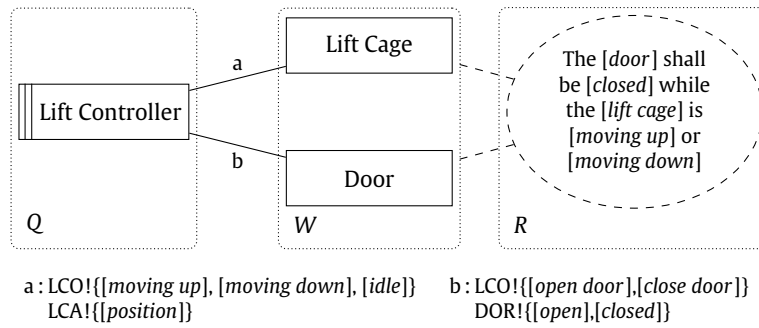 Lift Cage
a
Lift Controller
b
Door
The [door] shall
be [closed] while
the [lift cage] is
[moving up] or
[moving down]
Q
W
R
a : LCO!{[moving up], [moving down], [idle]}
LCA!{[position]}
b : LCO!{[open door],[close door]}
DOR!{[open],[closed]}